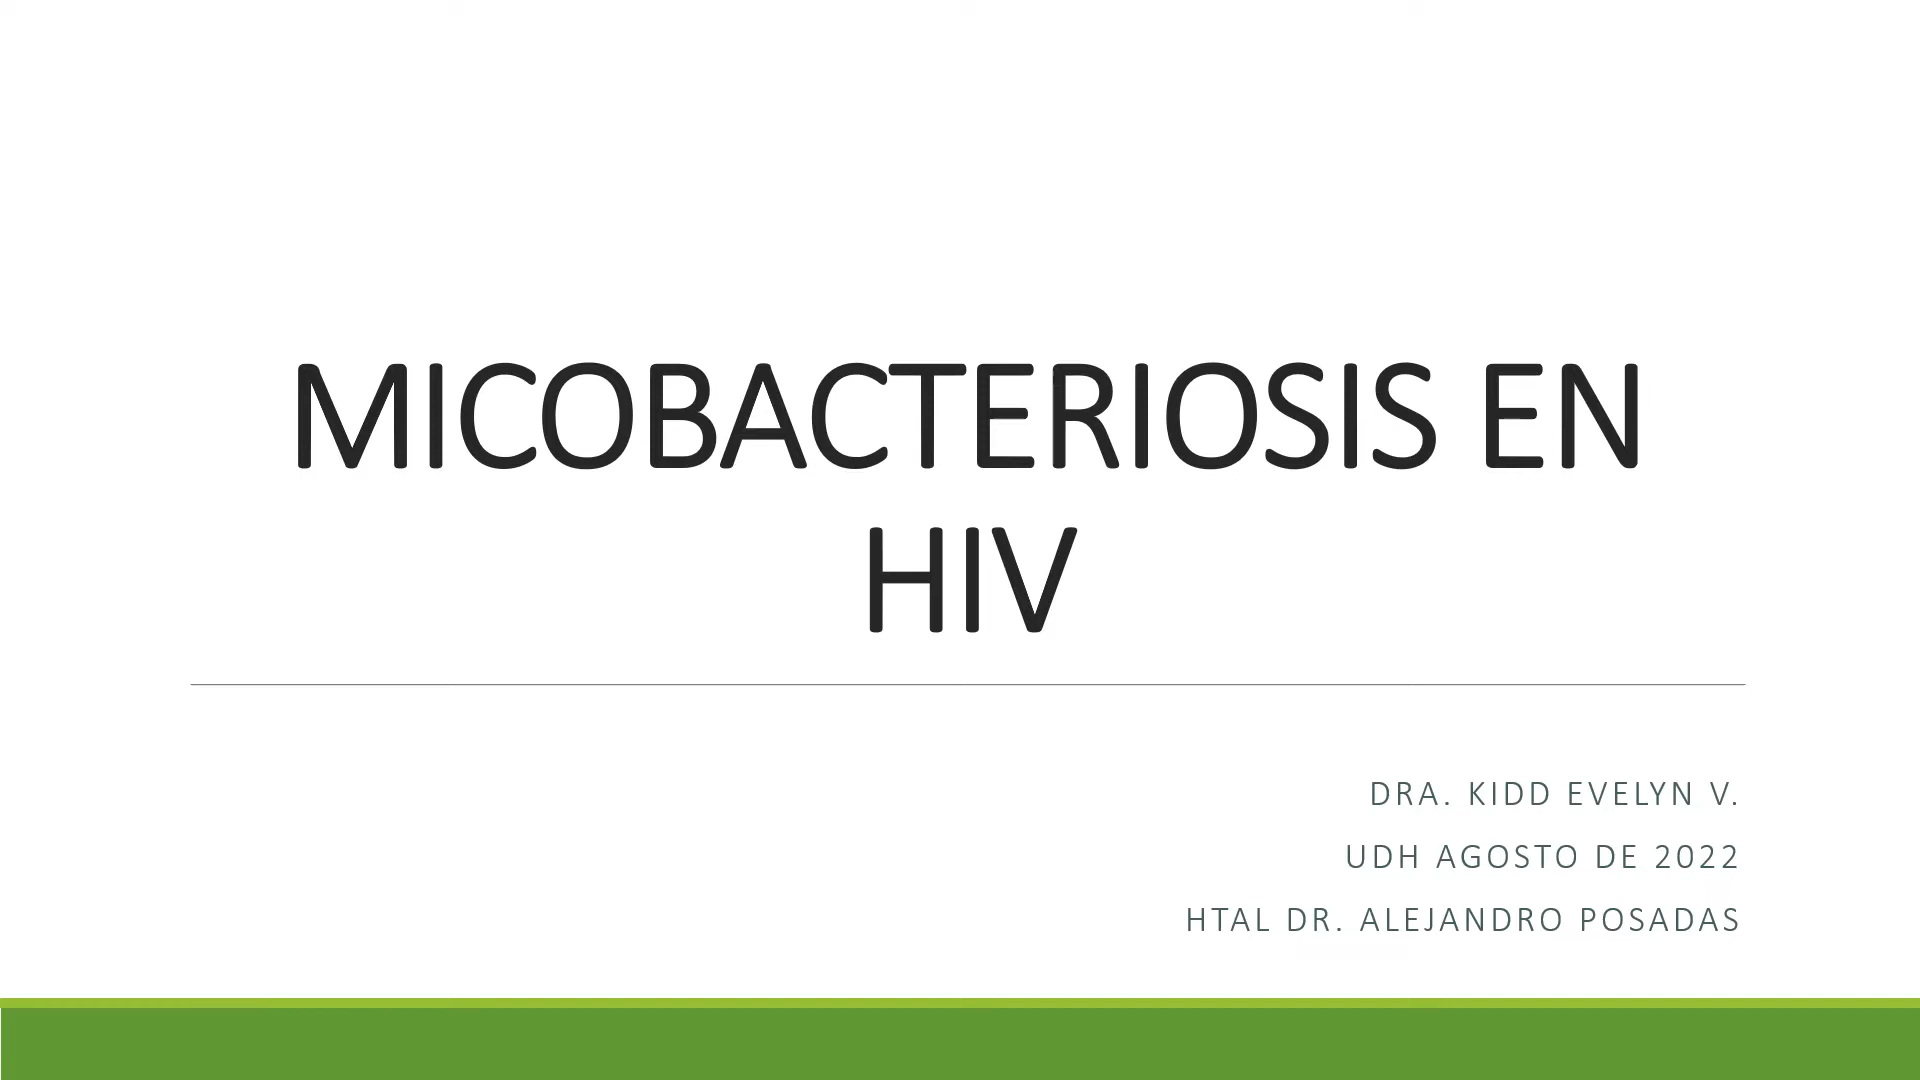 MICOBACTERIOSIS EN
HIV
DRA. KIDD EVELYN V.
UDH AGOSTO DE 2022
HTAL DR. ALEJANDRO POSADAS